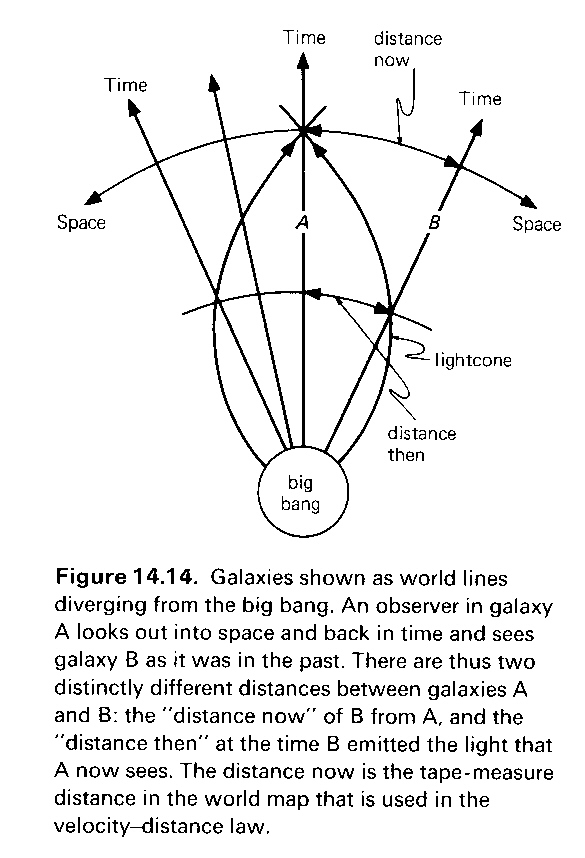 Time
distance
now
Time
Time
Space
A
B
Space
lightcone
distance
then
big
bang
Figure 14.14. Galaxies shown as world lines
diverging from the big bang. An observer in galaxy
A looks out into space and back in time and sees
galaxy B as it was in the past. There are thus two
distinctly different distances between galaxies A
and B: the "distance now" of B from A, and the
"distance then" at the time B emitted the light that
A now sees. The distance now is the tape-measure
distance in the world map that is used in the
velocity–distance law.